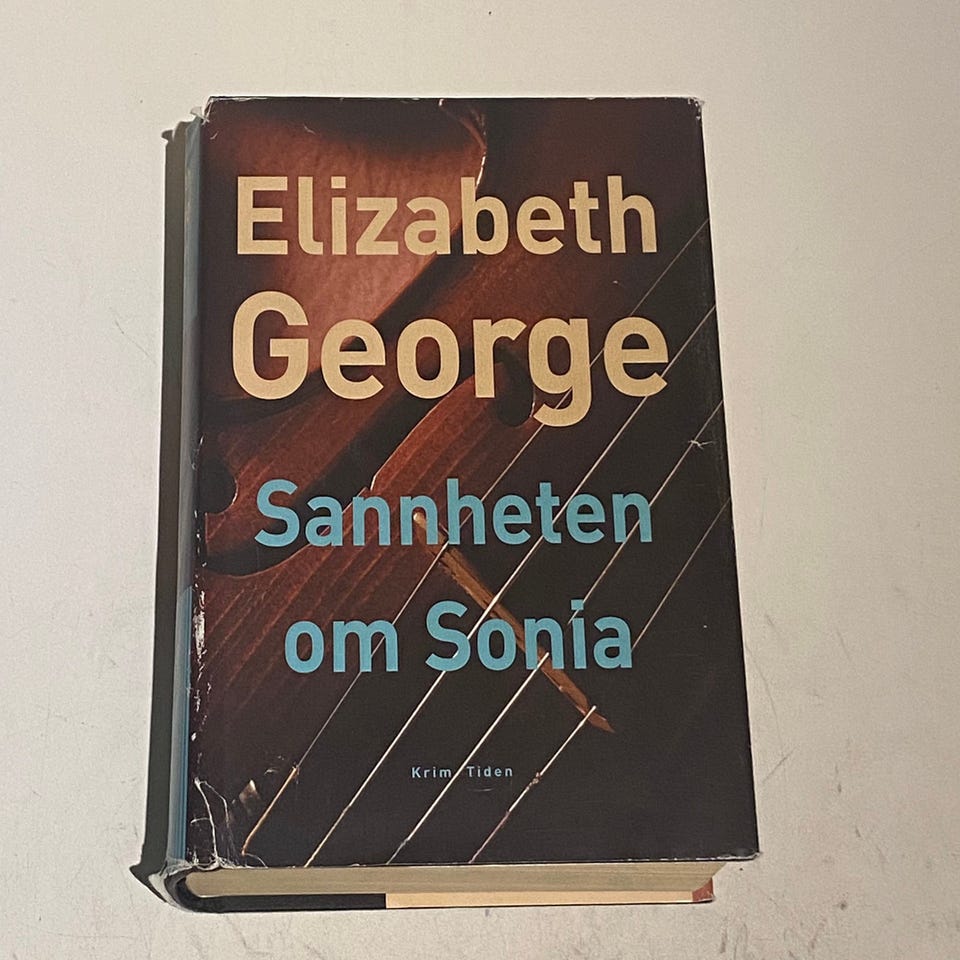 Elizabeth
George
Sannheten
om Sonia
Krim Tiden